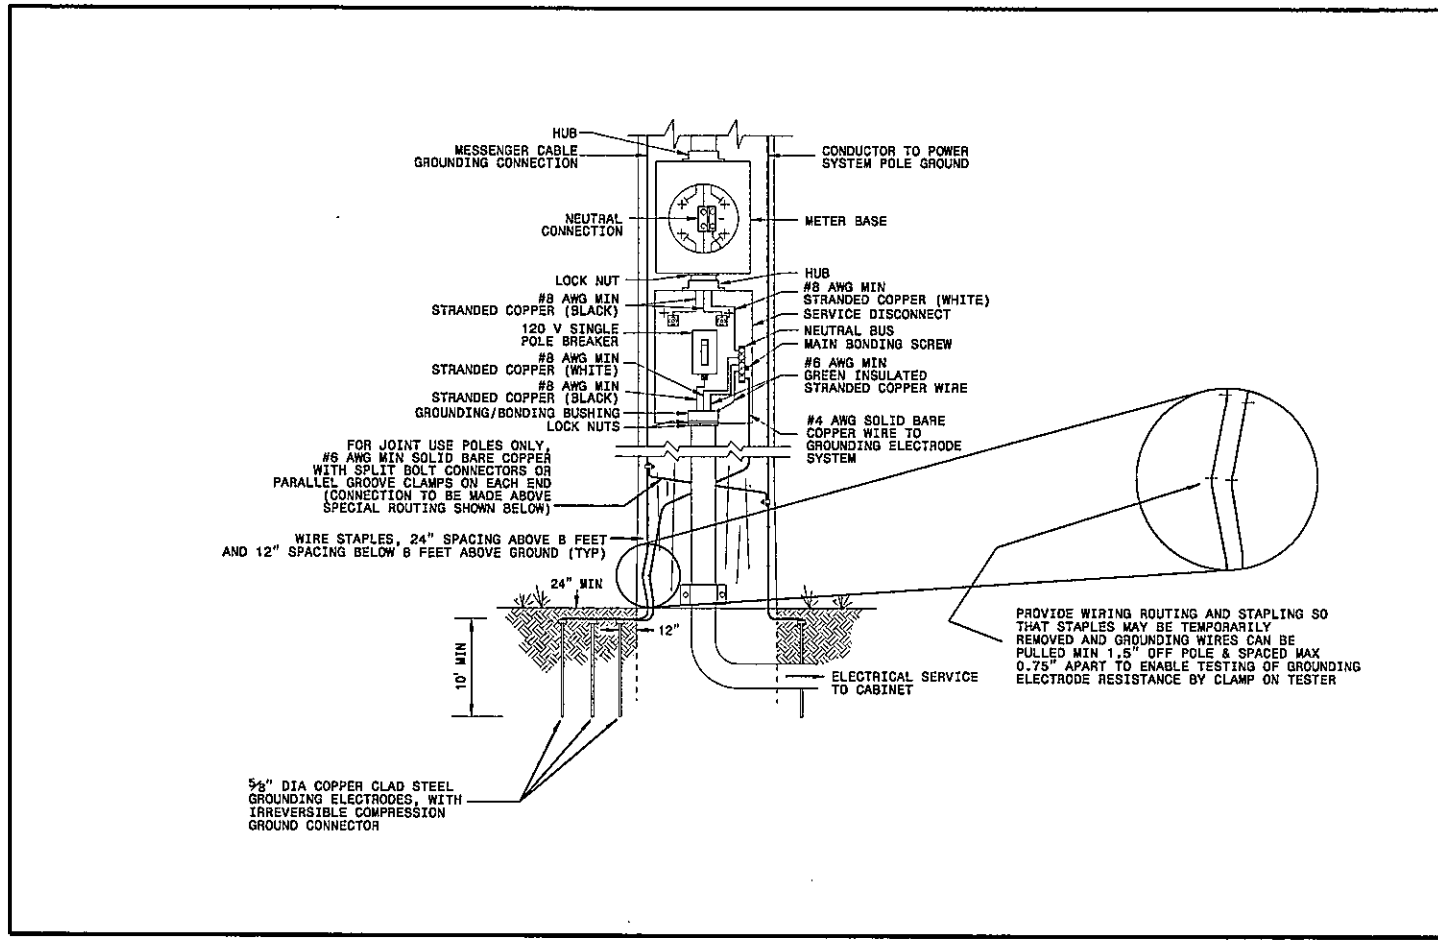 HUB
MESSENGER CABLE
GROUNDING CONNECTION
CONDUCTOR TO POWER
SYSTEM POLE GROUND
NEUTRAL
CONNECTION
METER BASE
LOCK NUT
HUB
#8 AWG MIN
STRANDED COPPER (BLACK)
#8 AWG MIN
STRANDED COPPER (WHITE)
SERVICE DISCONNECT
120 V SINGLE
POLE BREAKER
NEUTRAL BUS
MAIN BONDING SCREW
#8 AWG MIN
STRANDED COPPER (WHITE)
#6 AWG MIN
GREEN INSULATED
STRANDED COPPER WIRE
#8 AWG MIN
STRANDED COPPER (BLACK)
GROUNDING/BONDING BUSHING
LOCK NUTS
#4 AWG SOLID BARE
COPPER WIRE TO
GROUNDING ELECTRODE
SYSTEM
FOR JOINT USE POLES ONLY,
#6 AWG MIN SOLID BARE COPPER
WITH SPLIT BOLT CONNECTORS OR
PARALLEL GROOVE CLAMPS ON EACH END
(CONNECTION TO BE MADE ABOVE
SPECIAL ROUTING SHOWN BELOW)
WIRE STAPLES, 24" SPACING ABOVE 8 FEET
AND 12" SPACING BELOW 8 FEET ABOVE GROUND (TYP)
24" MIN
12"
10' MIN
ELECTRICAL SERVICE
TO CABINET
PROVIDE WIRING ROUTING AND STAPLING SO
THAT STAPLES MAY BE TEMPORARILY
REMOVED AND GROUNDING WIRES CAN BE
PULLED MIN 1.5" OFF POLE & SPACED MAX
0.75" APART TO ENABLE TESTING OF GROUNDING
ELECTRODE RESISTANCE BY CLAMP ON TESTER
5/8" DIA COPPER CLAD STEEL
GROUNDING ELECTRODES, WITH
IRREVERSIBLE COMPRESSION
GROUND CONNECTOR